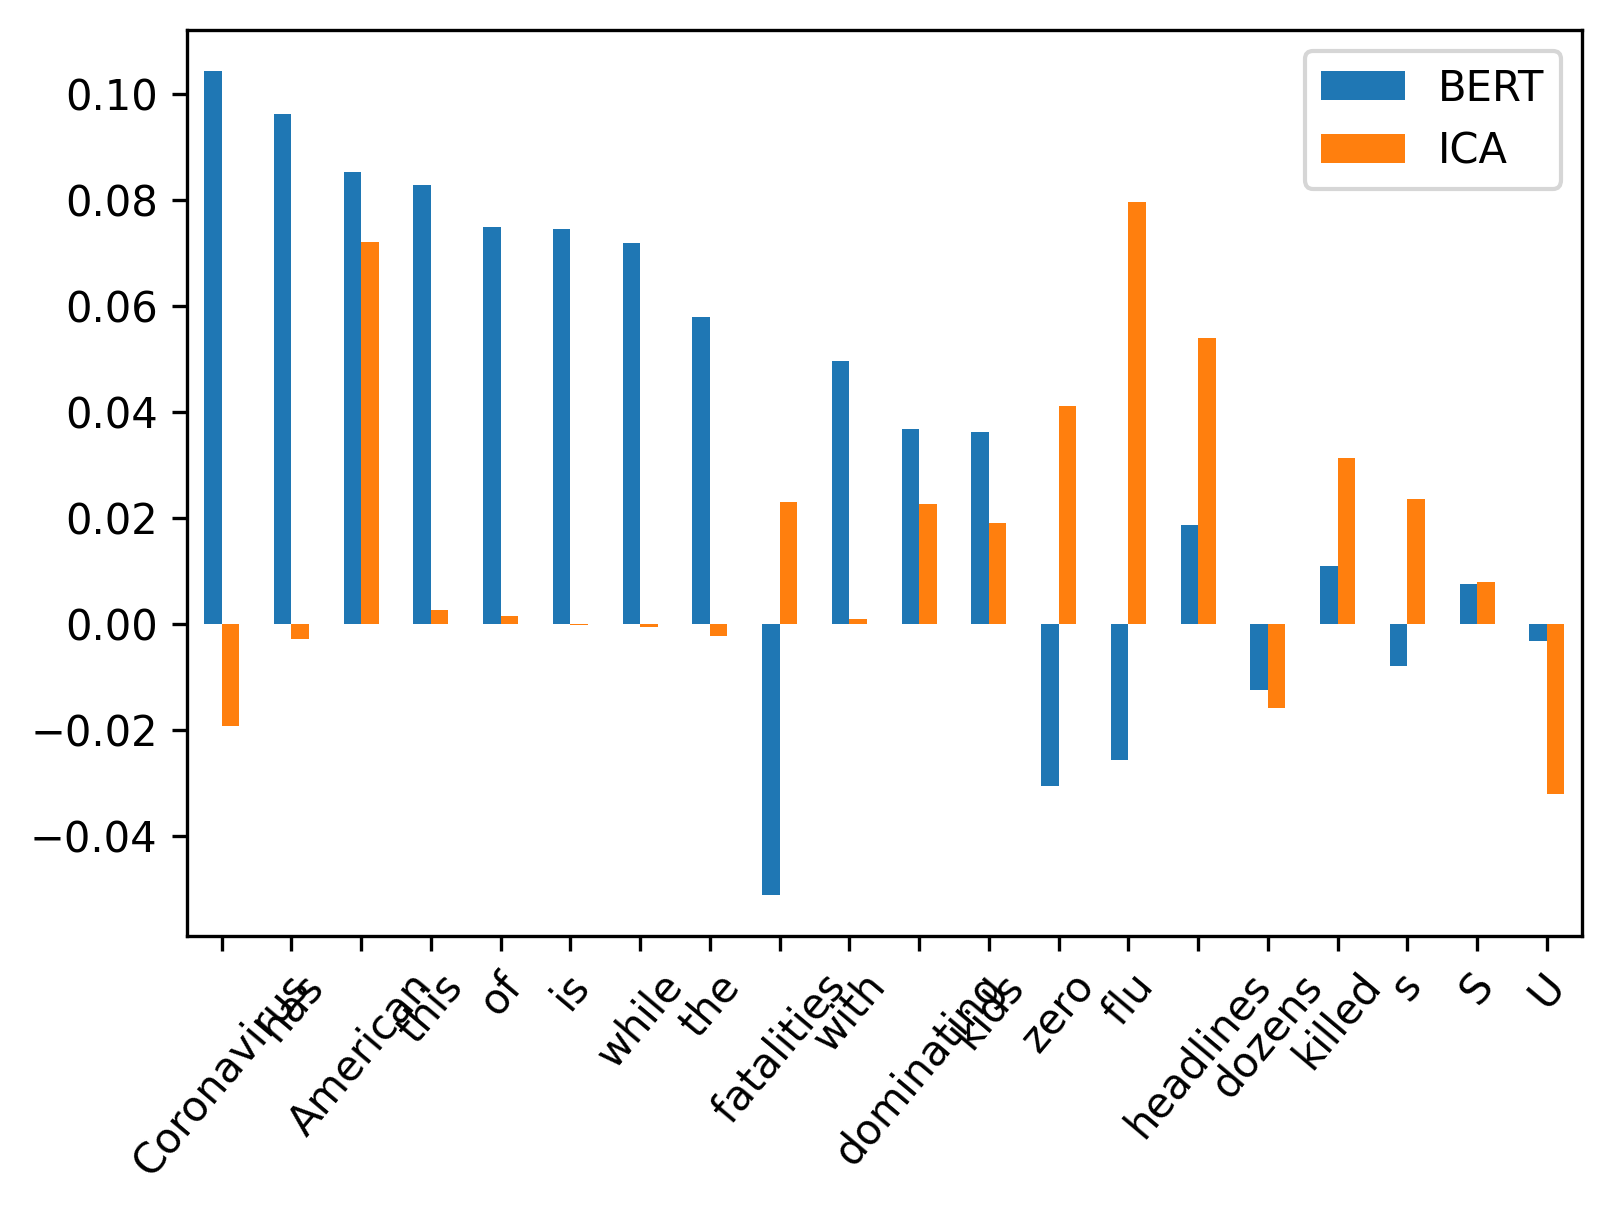 BERT
ICA
0.10
0.08
0.06
0.04
0.02
0.00
−0.02
−0.04
Coronavirus
has
American
this
of
is
while
the
fatalities
with
dominating
kids
zero
flu
headlines
dozens
killed
s
S
U